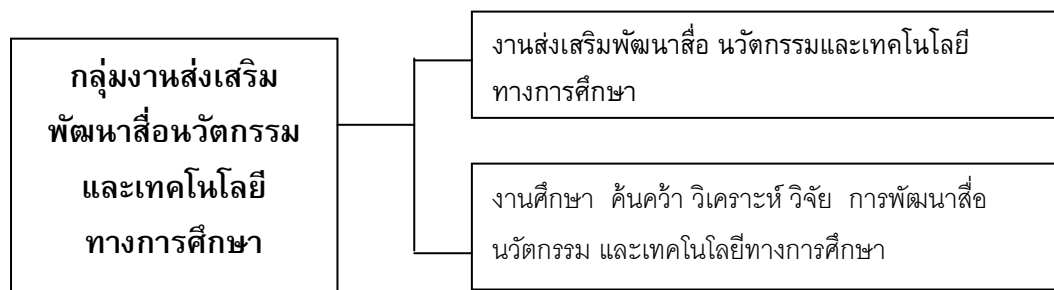 กลุ่มงานส่งเสริม
พัฒนาสื่อนวัตกรรม
และเทคโนโลยี
ทางการศึกษา
งานส่งเสริมพัฒนาสื่อ นวัตกรรมและเทคโนโลยี
ทางการศึกษา
งานศึกษา ค้นคว้า วิเคราะห์ วิจัย การพัฒนาสื่อ
นวัตกรรม และเทคโนโลยีทางการศึกษา